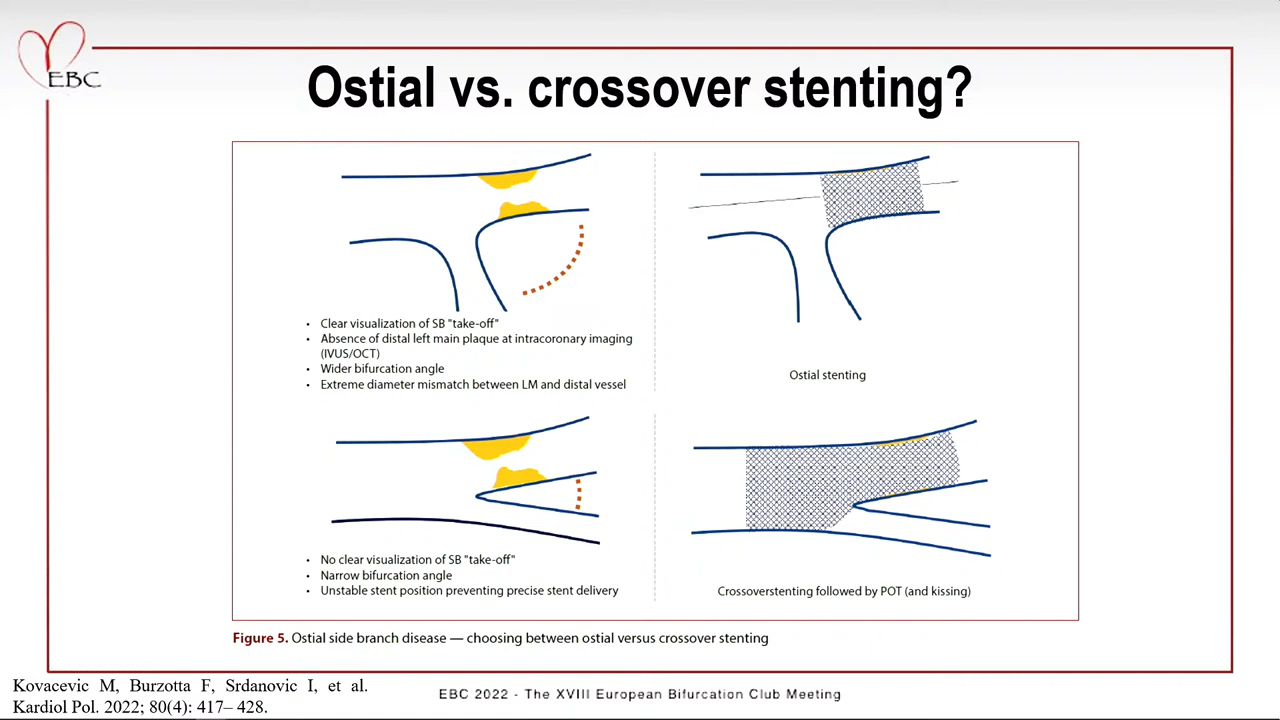 EBC
Ostial vs. crossover stenting?
• Clear visualization of SB "take-off"
• Absence of distal left main plaque at intracoronary imaging
(IVUS/OCT)
• Wider bifurcation angle
• Extreme diameter mismatch between LM and distal vessel
Ostial stenting
• No clear visualization of SB "take-off"
• Narrow bifurcation angle
• Unstable stent position preventing precise stent delivery
Crossoverstenting followed by POT (and kissing)
Figure 5. Ostial side branch disease — choosing between ostial versus crossover stenting
Kovacevic M, Burzotta F, Srdanovic I, et al.
Kardiol Pol. 2022; 80(4): 417– 428.
EBC 2022 - The XVIII European Bifurcation Club Meeting